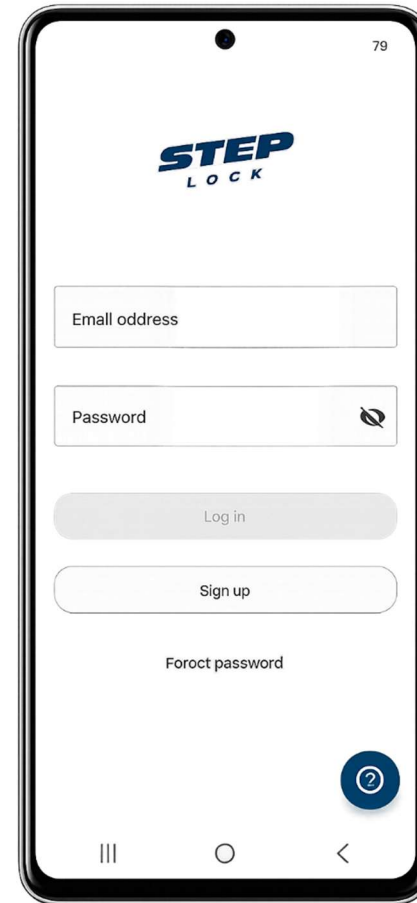 79
STEP
LOCK
Emall oddress
Password
Log in
Sign up
Foroct password
?